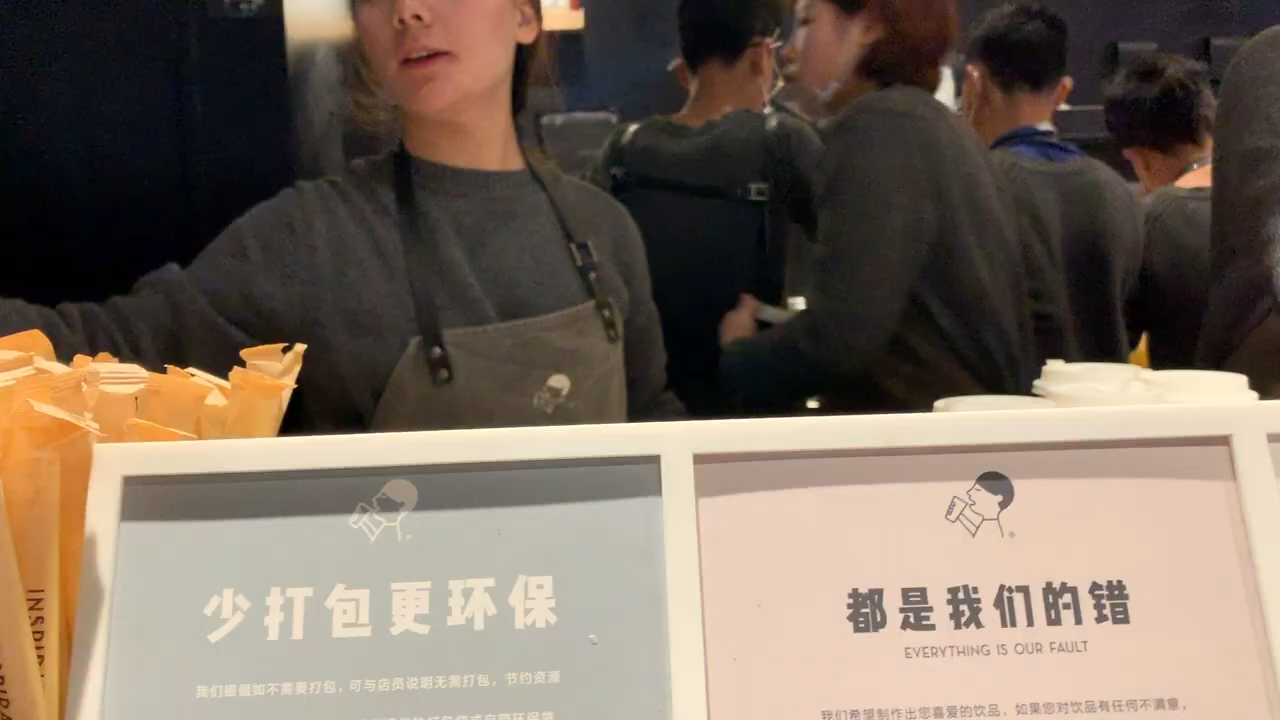 少打包更环保
我们提倡如不需要打包，可与店员说明无需打包，节约资源
都是我们的错
EVERYTHING IS OUR FAULT
我们希望制作出您喜爱的饮品，如果您对饮品有任何不满意，